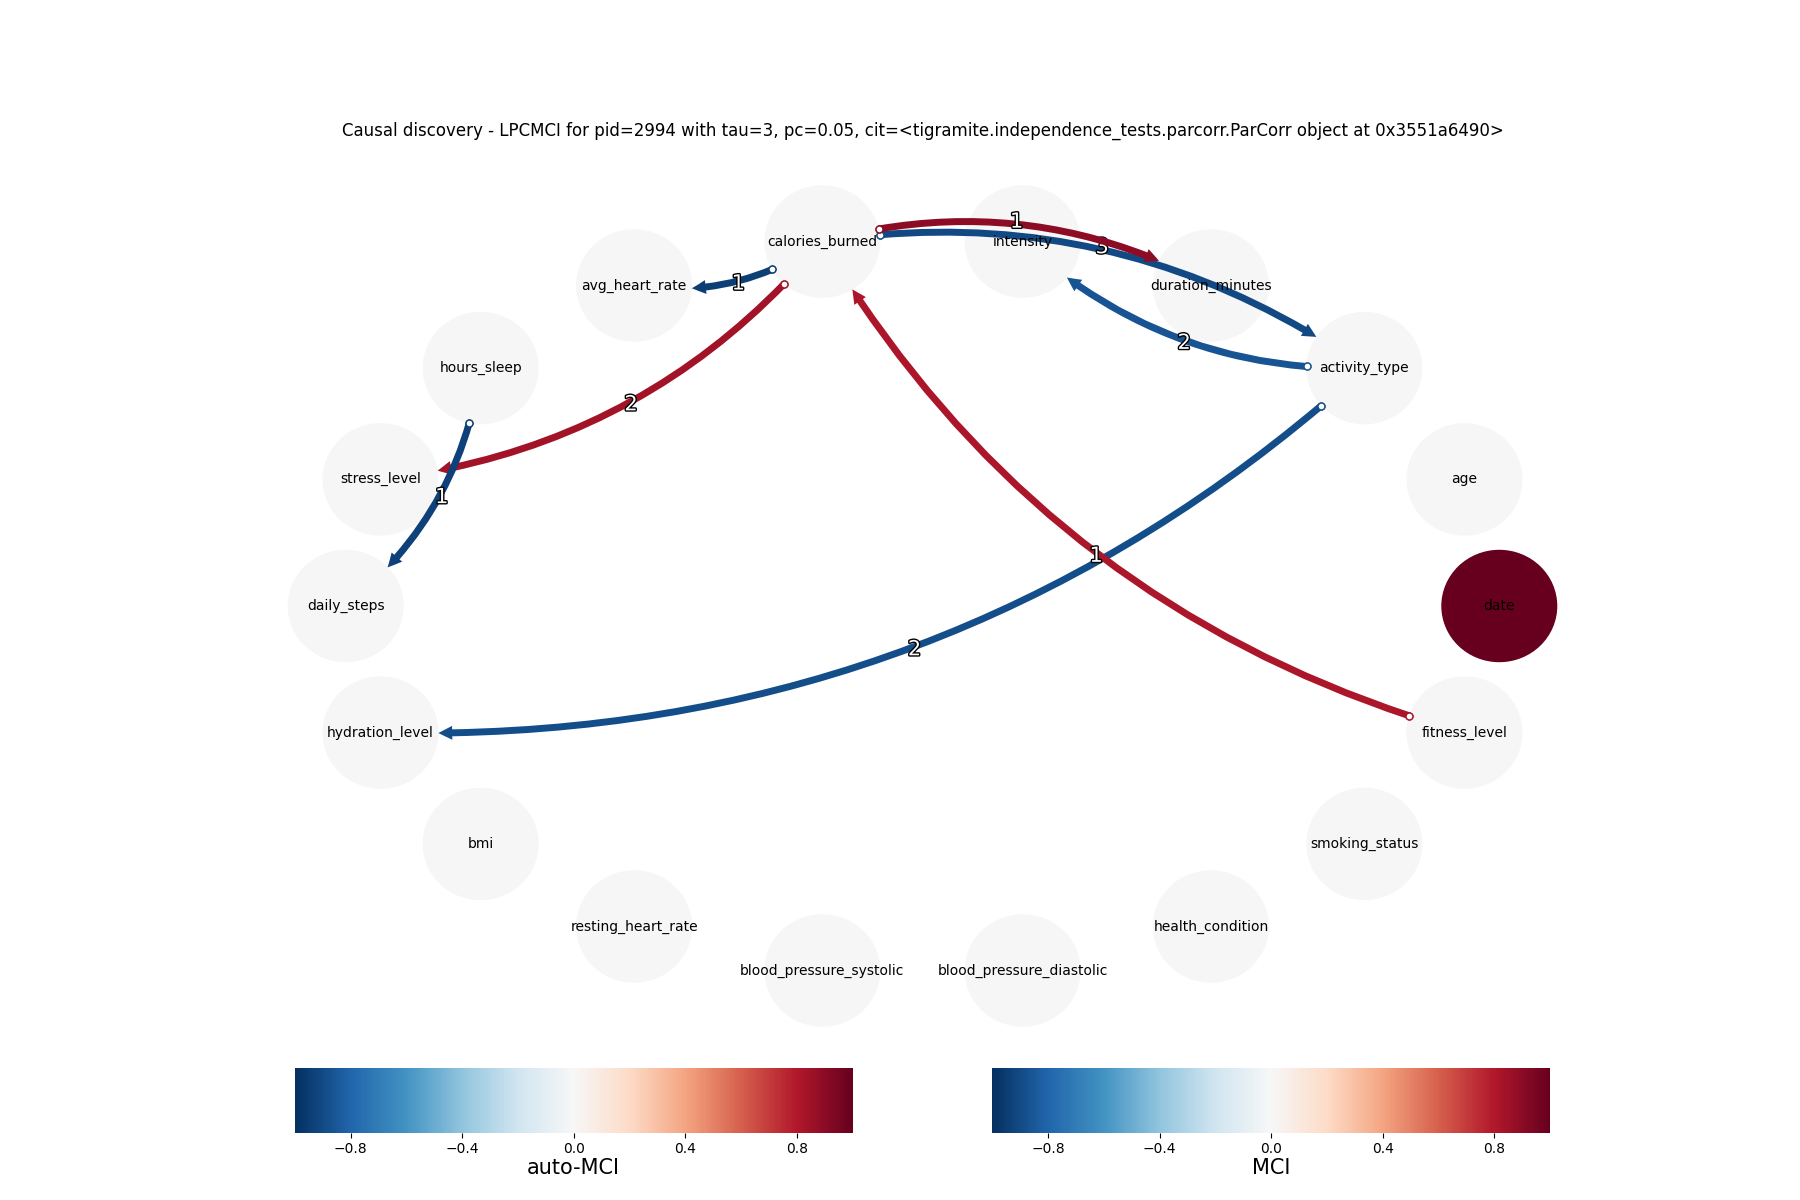 Causal discovery - LPCMCI for pid=2994 with tau=3, pc=0.05, cit=<tigramite.independence_tests.parcorr.ParCorr object at 0x3551a6490>
1
calories_burned
intensity
3
avg_heart_rate
1
duration_minutes
2
hours_sleep
activity_type
2
stress_level
age
1
1
daily_steps
date
2
hydration_level
fitness_level
bmi
smoking_status
resting_heart_rate
health_condition
blood_pressure_systolic
blood_pressure_diastolic
−0.8 −0.4 0.0 0.4 0.8
auto-MCI
−0.8 −0.4 0.0 0.4 0.8
MCI